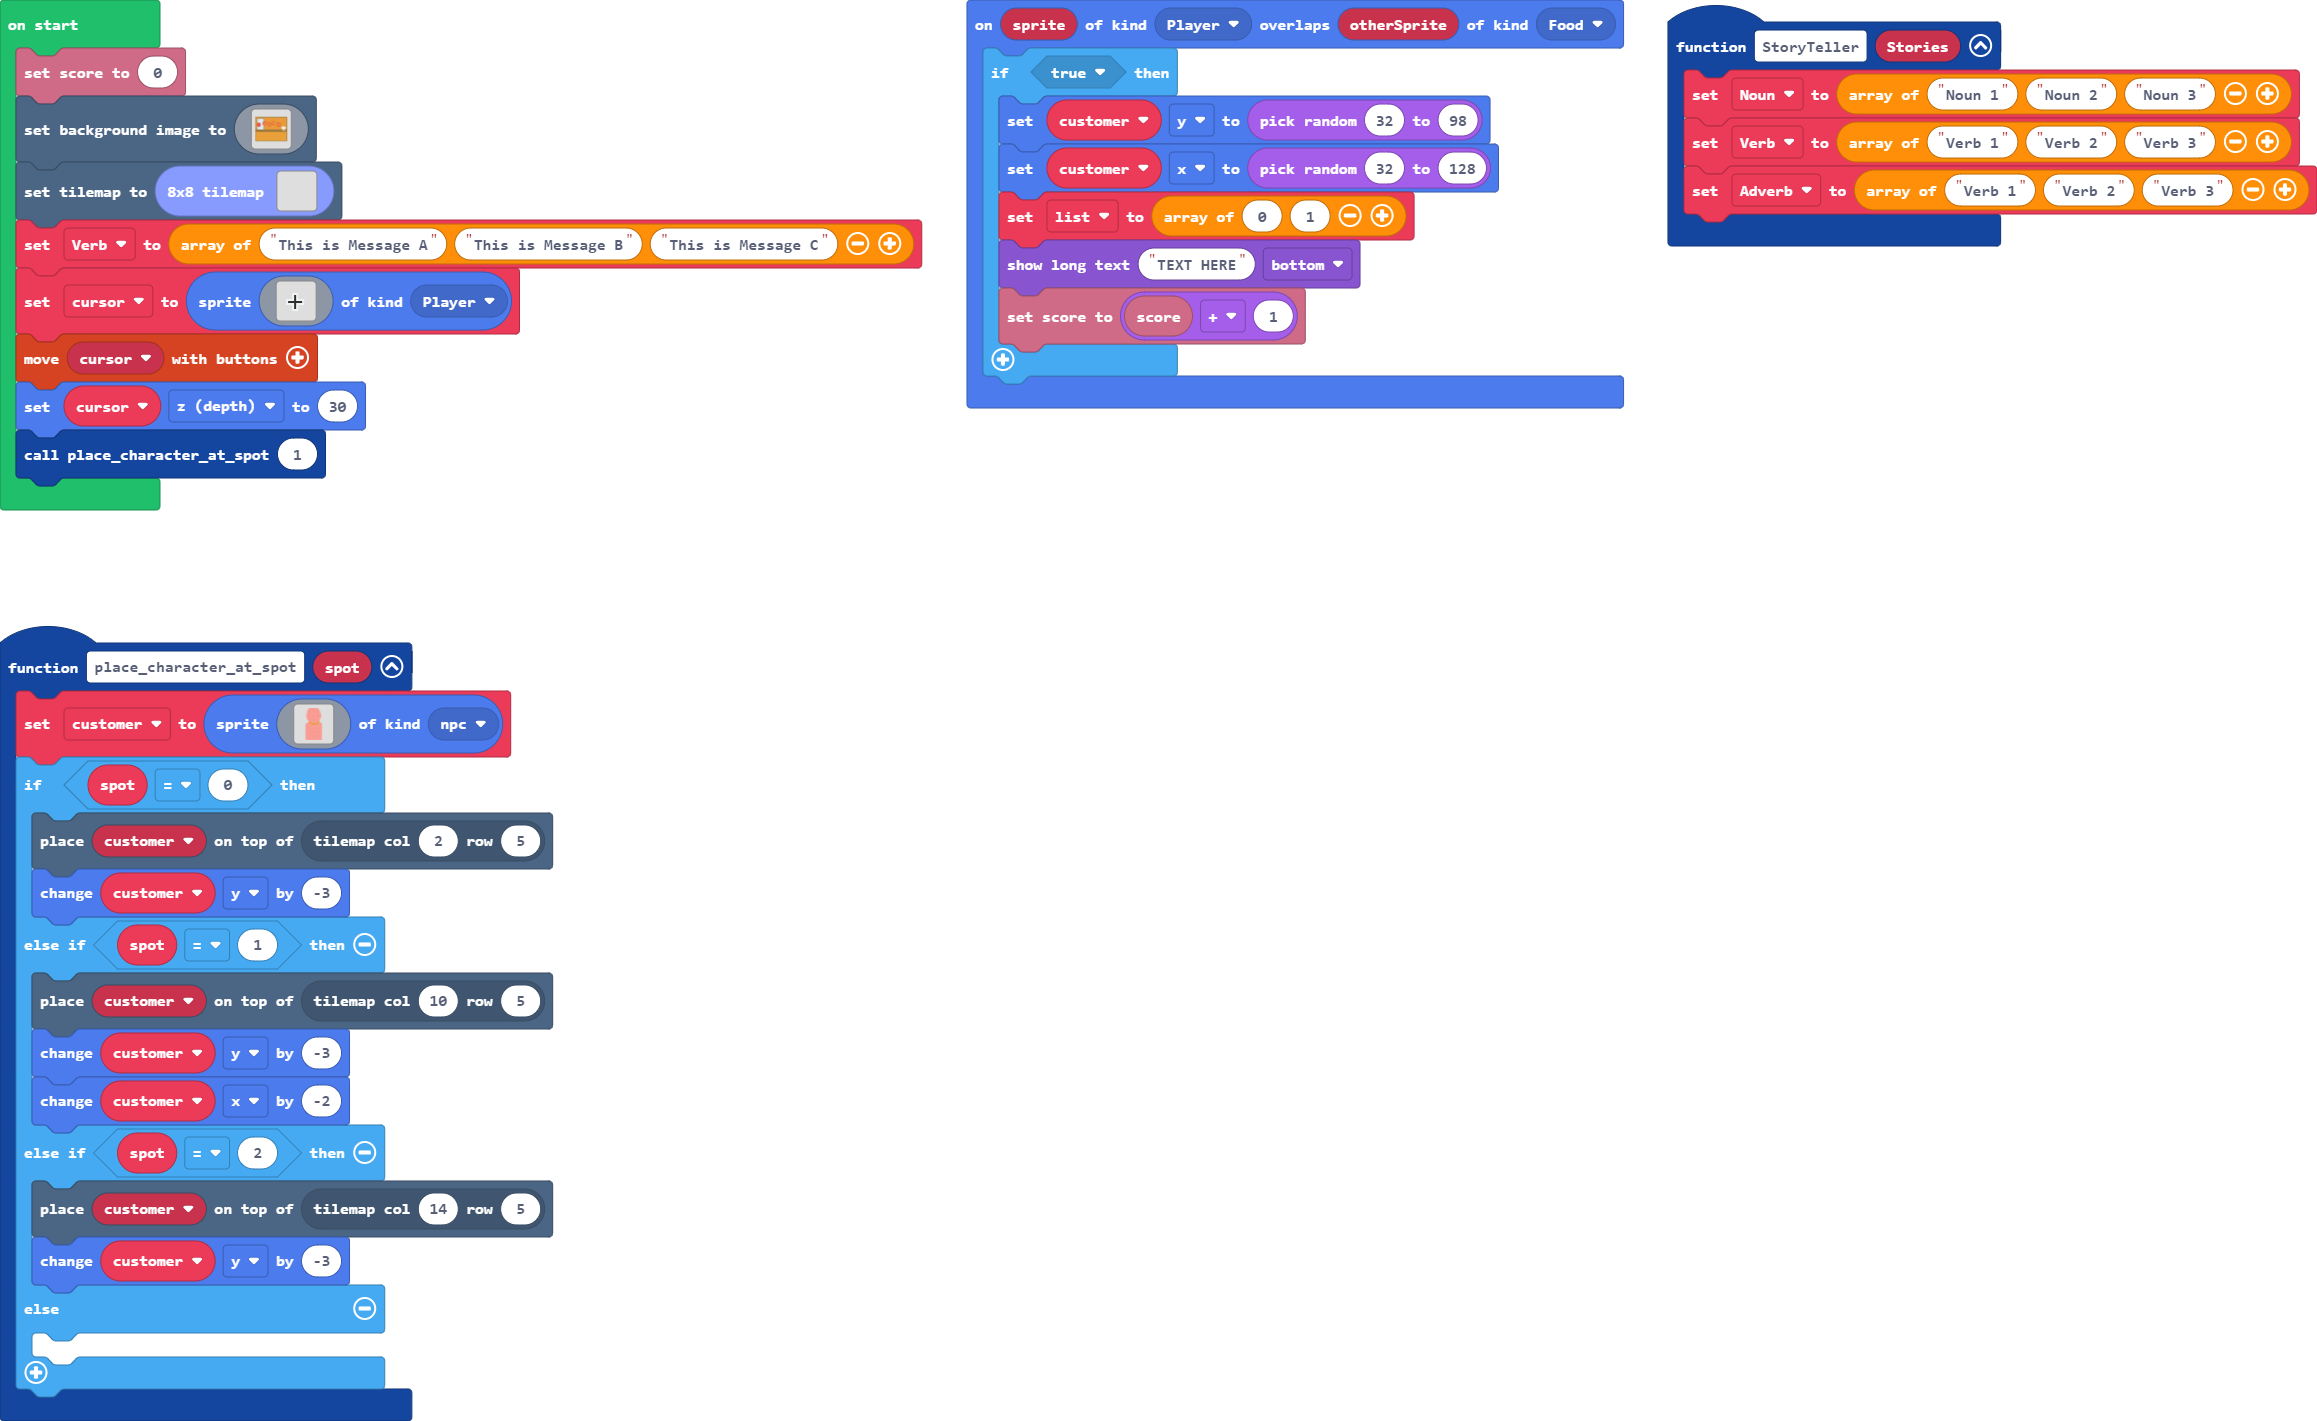 on start
set score to 0
set background image to
set tilemap to 8x8 tilemap
set Verb to array of "This is Message A" "This is Message B" "This is Message C"
set cursor to sprite of kind Player
move cursor with buttons
set cursor z (depth) to 30
call place_character_at_spot 1
on sprite of kind Player overlaps otherSprite of kind Food
if true then
set customer y to pick random 32 to 98
set customer x to pick random 32 to 128
set list to array of 0 1
show long text "TEXT HERE" bottom
set score to score + 1
function StoryTeller Stories
set Noun to array of "Noun 1" "Noun 2" "Noun 3"
set Verb to array of "Verb 1" "Verb 2" "Verb 3"
set Adverb to array of "Verb 1" "Verb 2" "Verb 3"
function place_character_at_spot spot
set customer to sprite of kind npc
if spot = 0 then
place customer on top of tilemap col 2 row 5
change customer y by -3
else if spot = 1 then
place customer on top of tilemap col 10 row 5
change customer y by -3
change customer x by -2
else if spot = 2 then
place customer on top of tilemap col 14 row 5
change customer y by -3
else